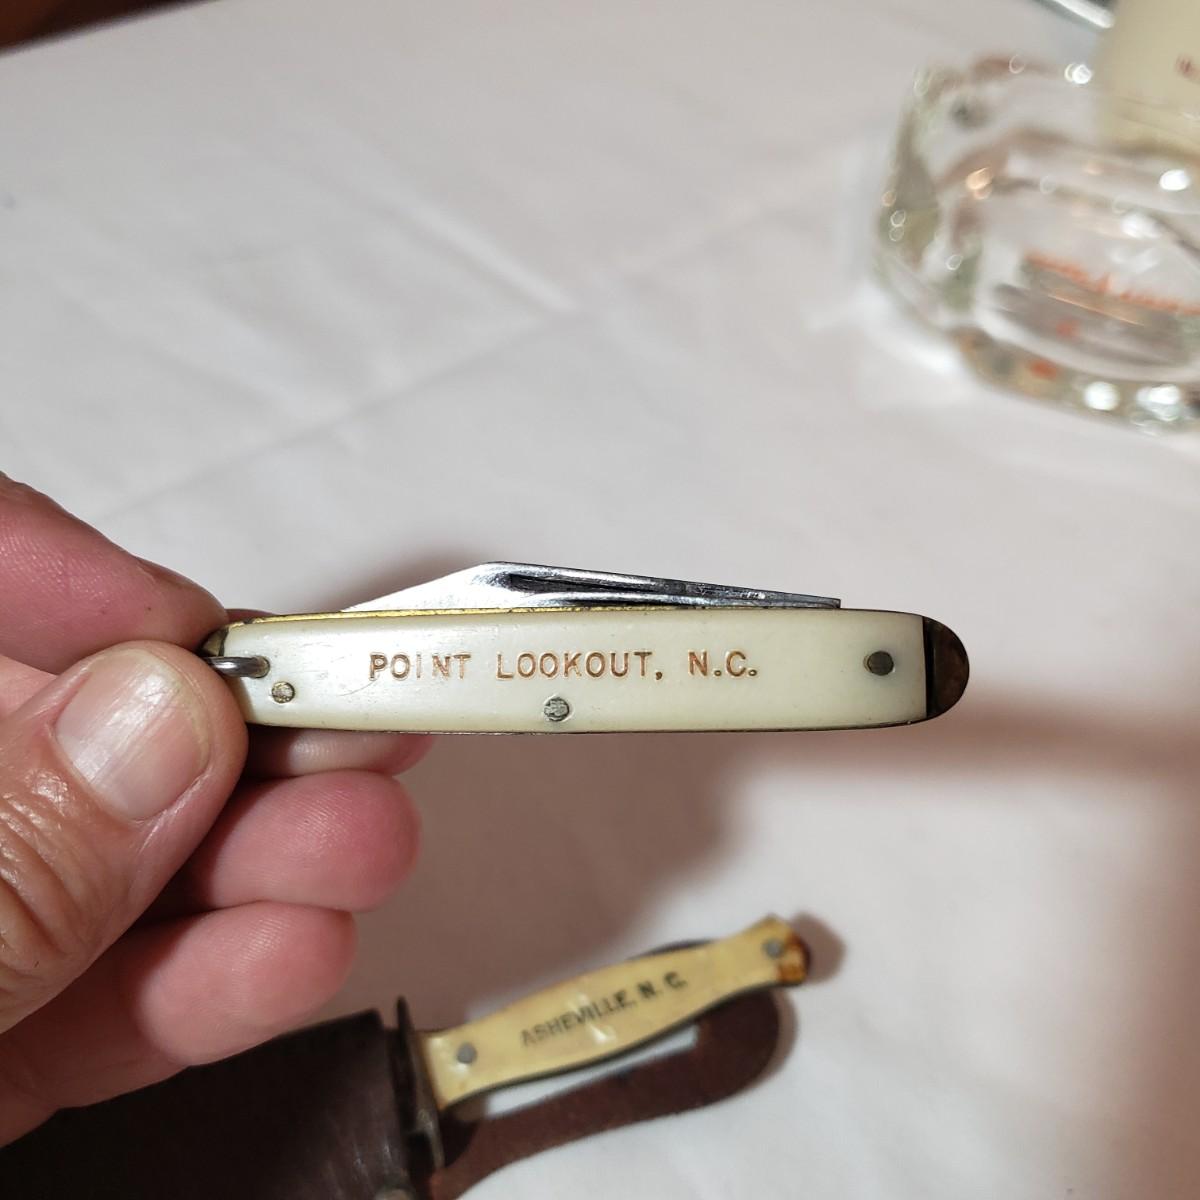 POINT LOOKOUT, N.C.
ASHEVILLE, N.C.